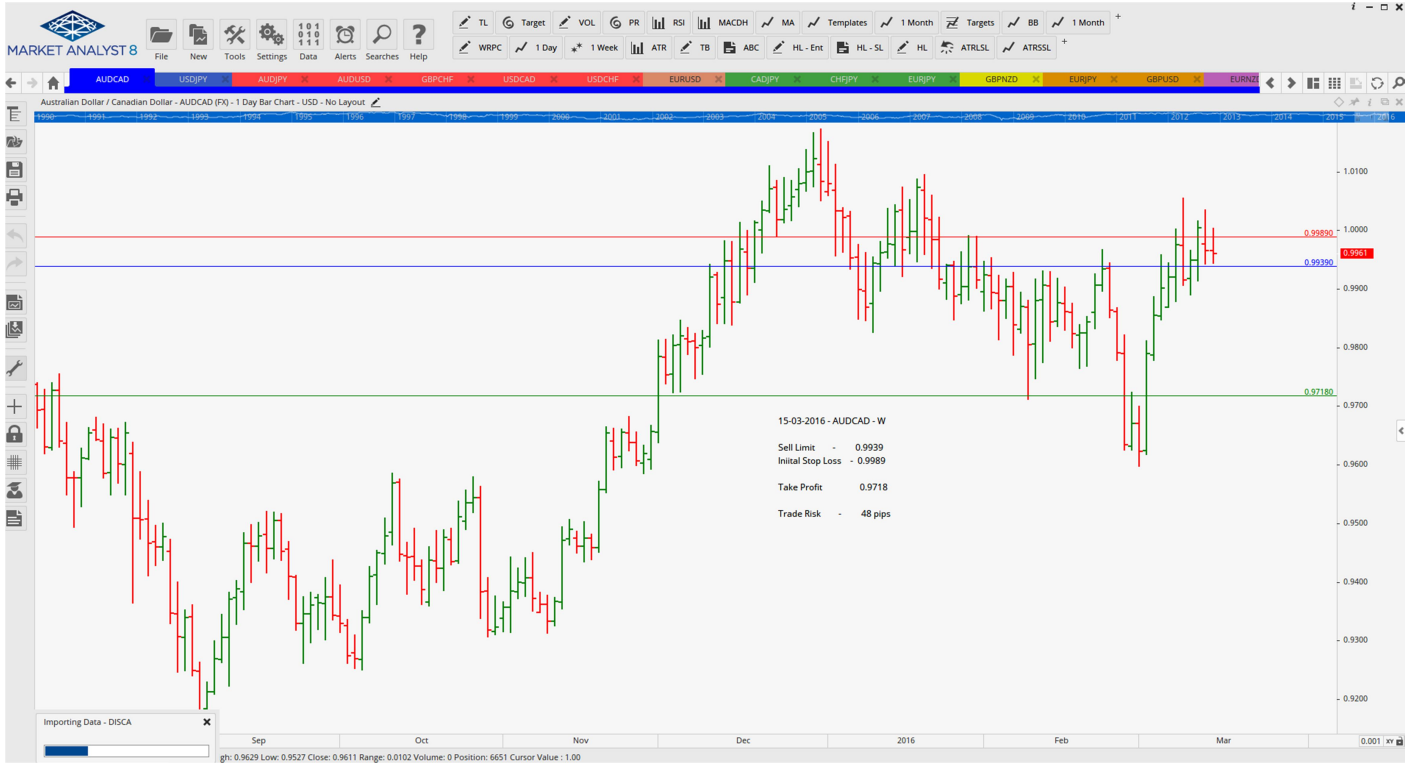 MARKET ANALYST 8
File New Tools Settings Data Alerts Searches Help
TL Target VOL PR RSI MACDH MA Templates 1 Month Targets BB 1 Month +
WRPC 1 Day 1 Week ATR TB ABC HL - Ent HL - SL HL ATRLSL ATRSSL +
AUDCAD USDJPY AUDJPY AUDUSD GBPCHF USDCAD USDCHF EURUSD CADJPY CHFJPY EURJPY GBPNZD EURJPY GBPUSD EURNZD
Australian Dollar / Canadian Dollar - AUDCAD (FX) - 1 Day Bar Chart - USD - No Layout
1990 1991 1992 1993 1994 1995 1996 1997 1998 1999 2000 2001 2002 2003 2004 2005 2006 2007 2008 2009 2010 2011 2012 2013 2014 2015 2016
1.0100
1.0000
0.99890
0.9961
0.99390
0.9900
0.9800
0.97180
0.9700
15-03-2016 - AUDCAD - W
Sell Limit - 0.9939
Iniital Stop Loss - 0.9989
0.9600
Take Profit 0.9718
Trade Risk - 48 pips
0.9500
0.9400
0.9300
0.9200
Importing Data - DISCA
Sep Oct Nov Dec 2016 Feb Mar 0.001 XY
gh: 0.9629 Low: 0.9527 Close: 0.9611 Range: 0.0102 Volume: 0 Position: 6651 Cursor Value : 1.00